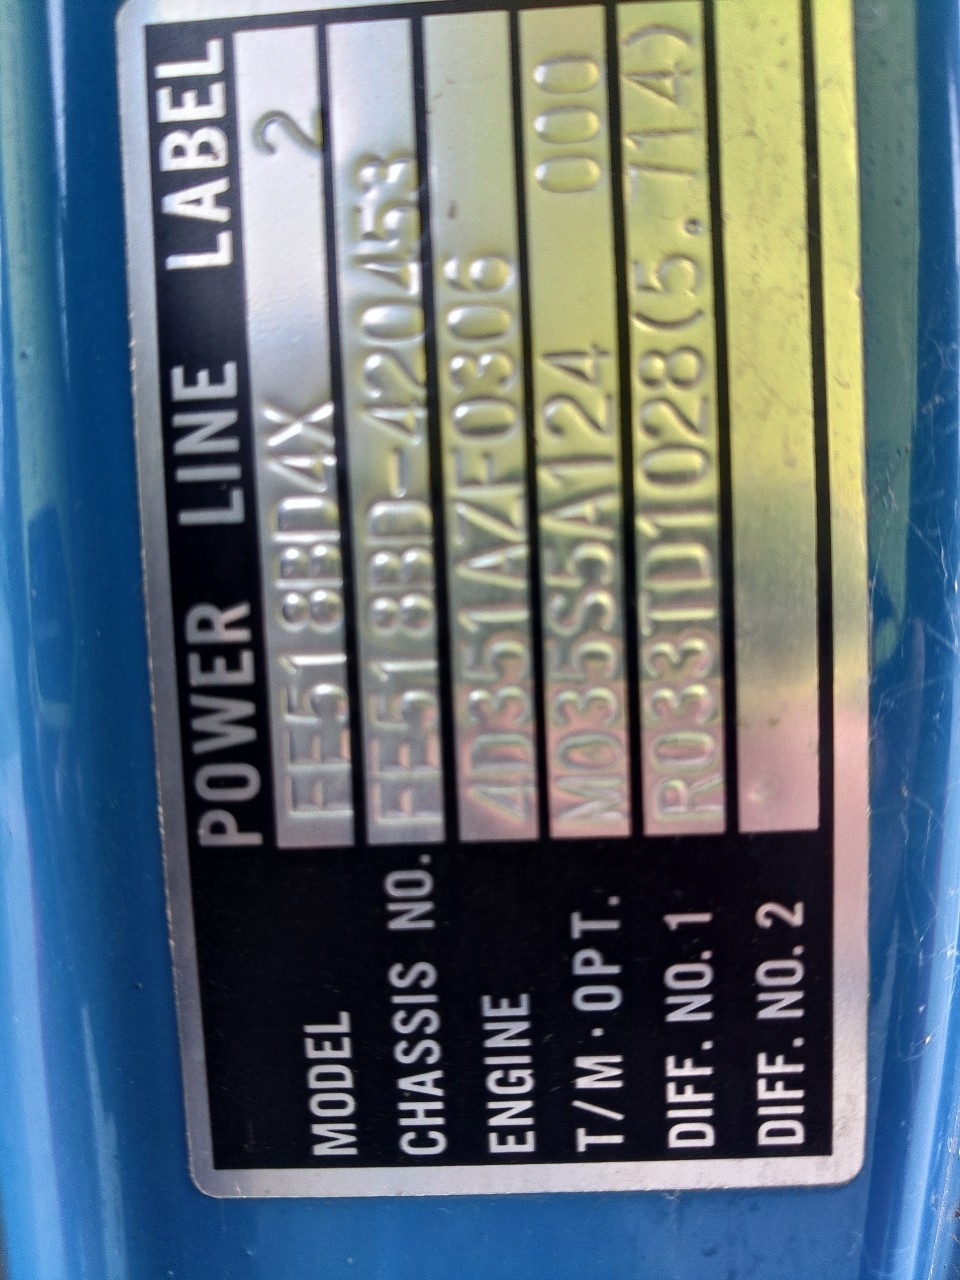 POWER LINE LABEL
MODEL FE518BD4X 2
CHASSIS NO. FE518BD-420453
ENGINE 4D351AZF0306
T/M·OPT. M035S5A124 000
DIFF. NO. 1 R033TD1028(5.714)
DIFF. NO. 2